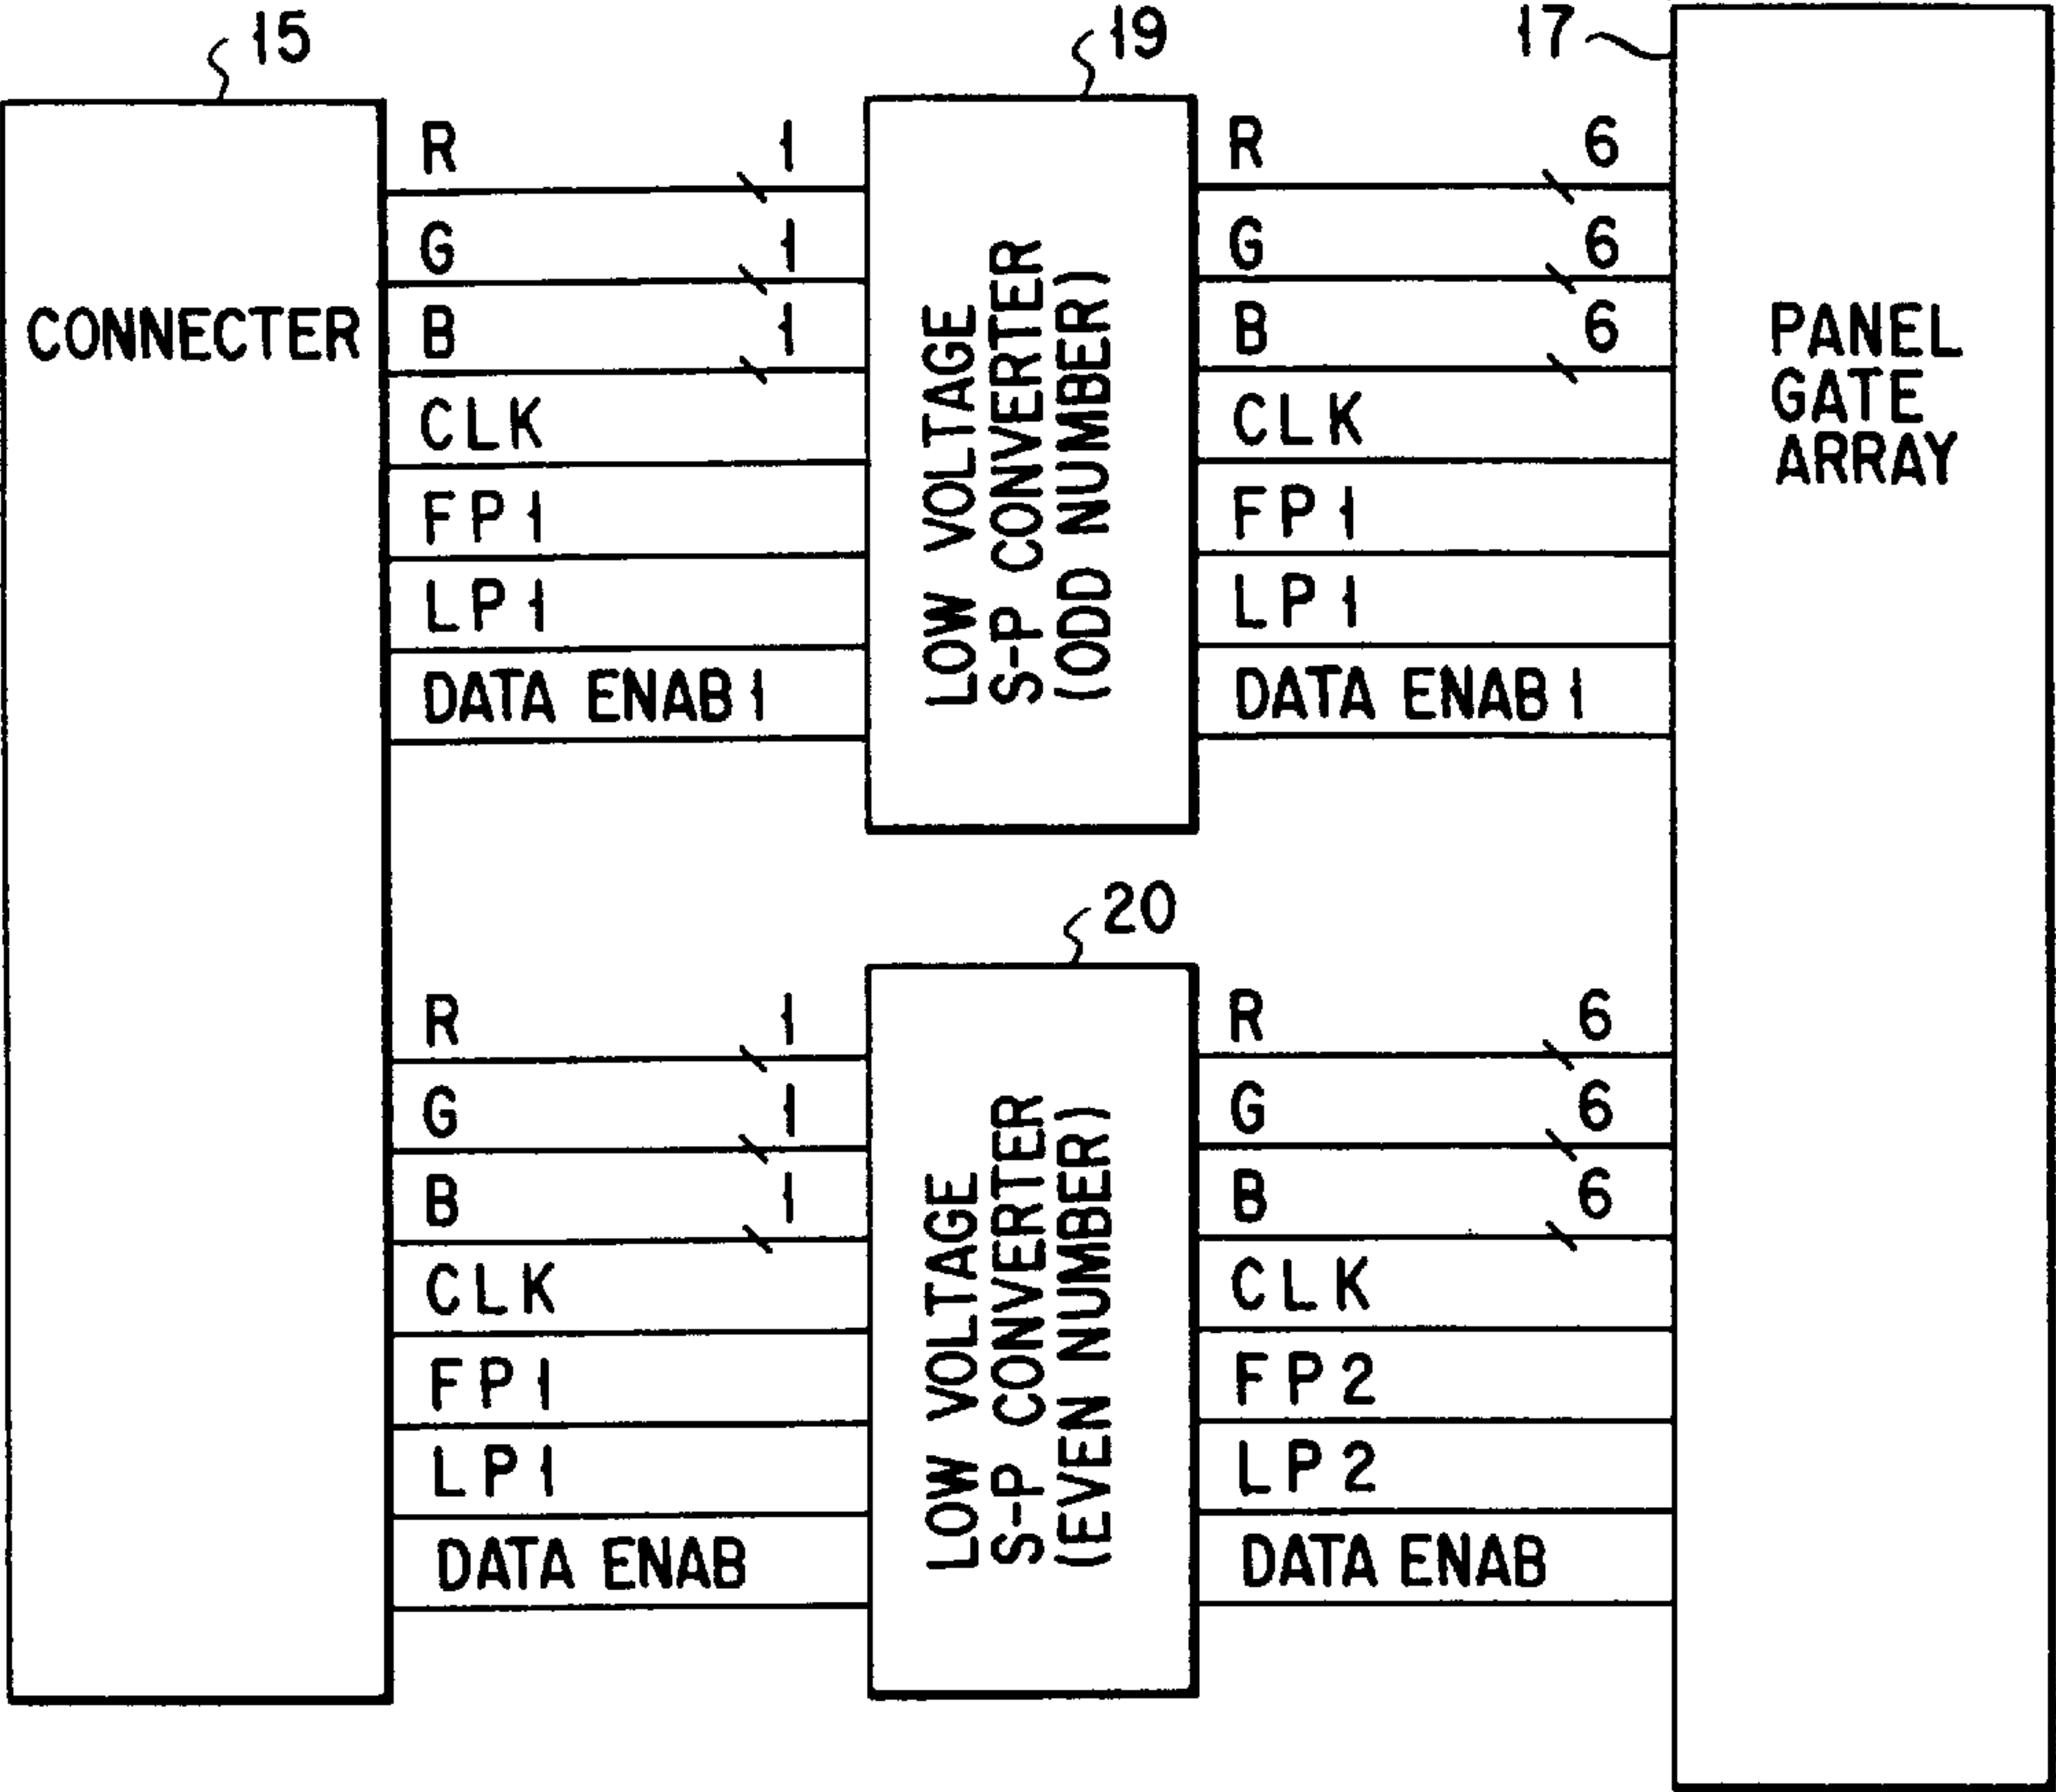 15
19
17
CONNECTER
R 1
G 1
B 1
CLK
FP1
LP1
DATA ENAB1
LOW VOLTAGE
S-P CONVERTER
(ODD NUMBER)
R 6
G 6
B 6
CLK
FP1
LP1
DATA ENAB1
PANEL
GATE
ARRAY
20
R 1
G 1
B 1
CLK
FP1
LP1
DATA ENAB
LOW VOLTAGE
S-P CONVERTER
(EVEN NUMBER)
R 6
G 6
B 6
CLK
FP2
LP2
DATA ENAB